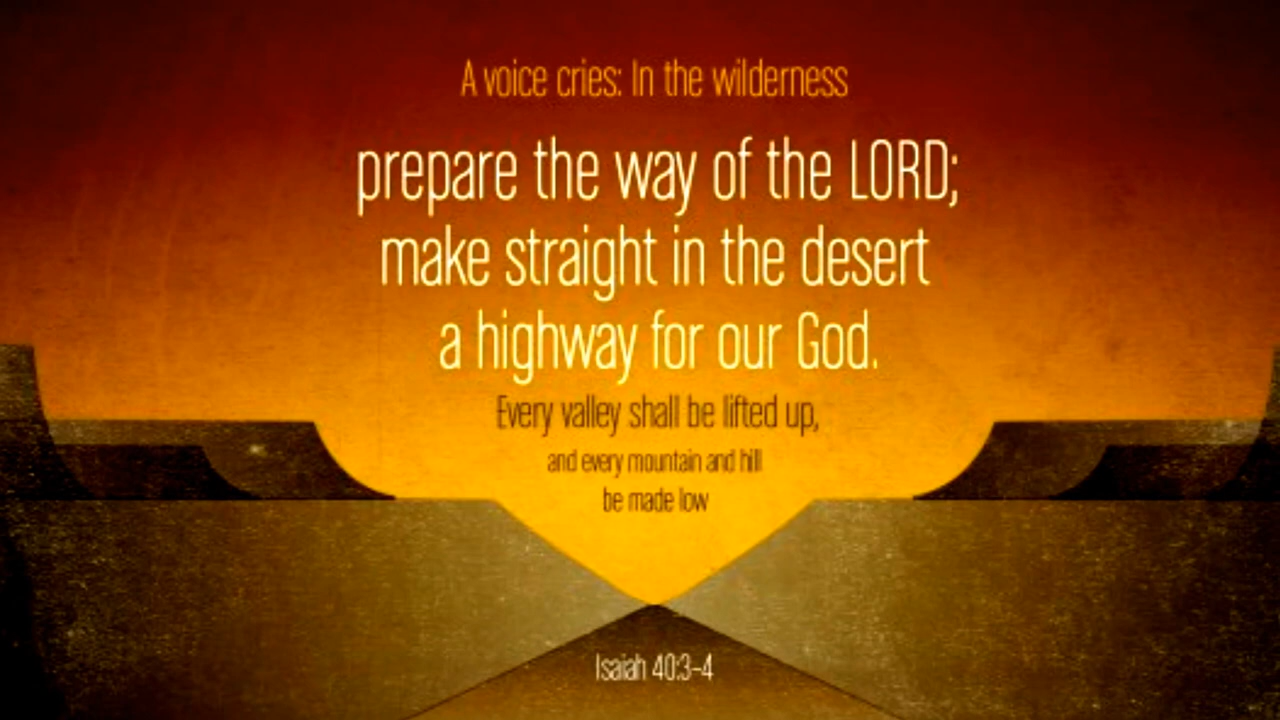 A voice cries: In the wilderness
prepare the way of the LORD;
make straight in the desert
a highway for our God.
Every valley shall be lifted up,
and every mountain and hill
be made low
Isaiah 40:3-4